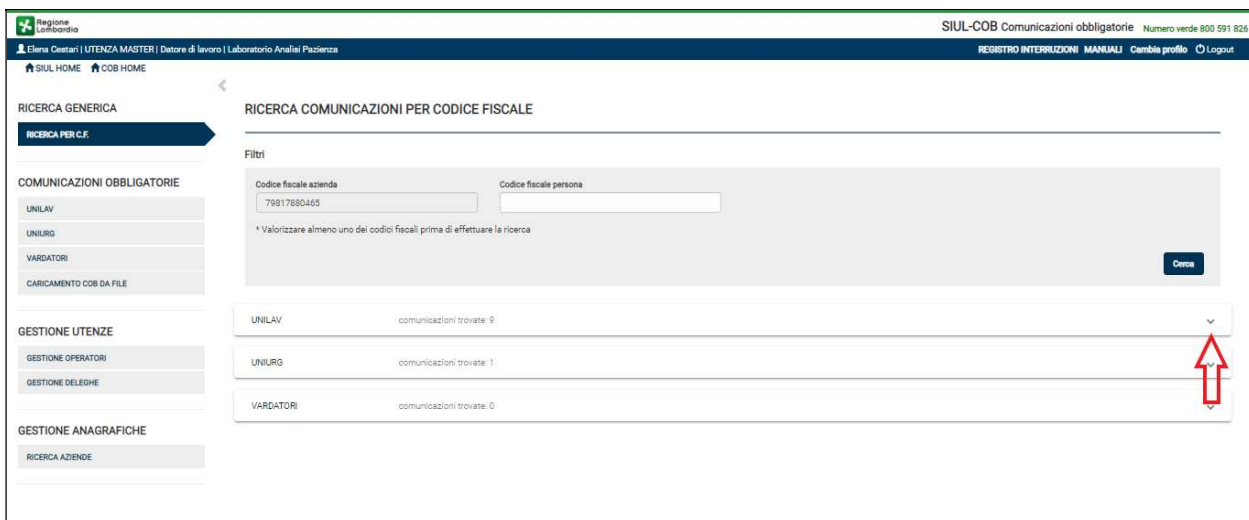 Regione
Lombardia
SIUL-COB Comunicazioni obbligatorie Numero verde 800 591 826
Elena Cestari | UTENZA MASTER | Datore di lavoro | Laboratorio Analisi Pazienza
REGISTRO INTERRUZIONI MANUALI Cambia profilo Logout
SIUL HOME COB HOME
RICERCA GENERICA
RICERCA PER C.F.
COMUNICAZIONI OBBLIGATORIE
UNILAV
UNIURG
VARDATORI
CARICAMENTO COB DA FILE
GESTIONE UTENZE
GESTIONE OPERATORI
GESTIONE DELEGHE
GESTIONE ANAGRAFICHE
RICERCA AZIENDE
RICERCA COMUNICAZIONI PER CODICE FISCALE
Filtri
Codice fiscale azienda Codice fiscale persona
79817880465
* Valorizzare almeno uno dei codici fiscali prima di effettuare la ricerca
Cerca
UNILAV comunicazioni trovate: 9
UNIURG comunicazioni trovate: 1
VARDATORI comunicazioni trovate: 0